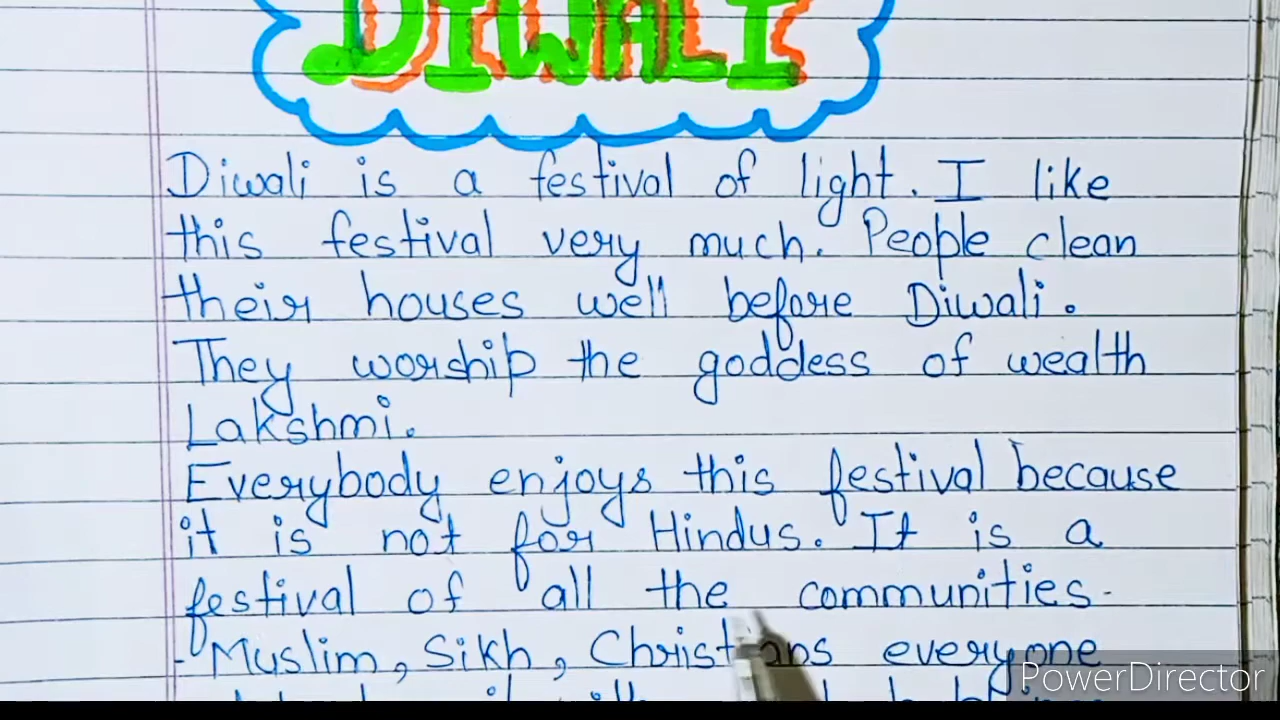 DIWALI
Diwali is a festival of light. I like
this festival very much. People clean
their houses well before Diwali.
They worship the goddess of wealth
Lakshmi.
Everybody enjoys this festival because
it is not for Hindus. It is a
festival of all the communities.
Muslim, Sikh, Christians everyone
PowerDirector